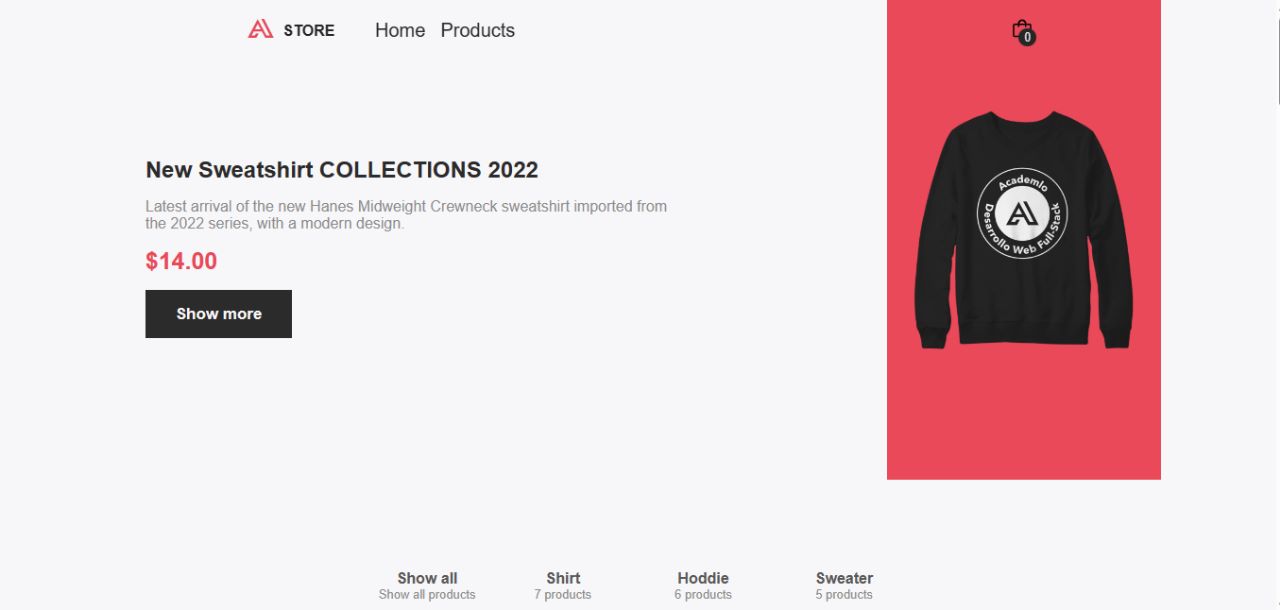 STORE
Home
Products
0
New Sweatshirt COLLECTIONS 2022
Latest arrival of the new Hanes Midweight Crewneck sweatshirt imported from
the 2022 series, with a modern design.
$14.00
Show more
Academlo
Desarrollo Web Full-Stack
Show all
Show all products
Shirt
7 products
Hoddie
6 products
Sweater
5 products